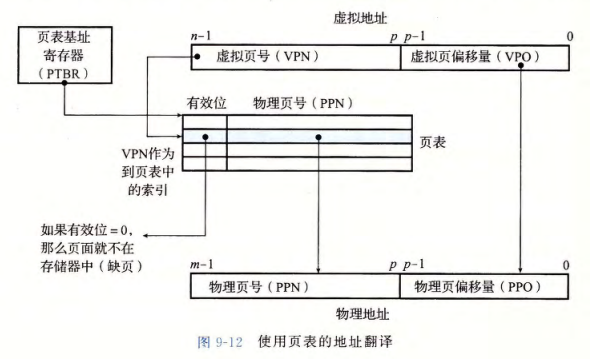 虚拟地址
页表基址
寄存器
（PTBR）
n-1 p p-1 0
虚拟页号（VPN） 虚拟页偏移量（VPO）
有效位 物理页号（PPN）
页表
VPN作为
到页表中
的索引
如果有效位=0，
那么页面就不在
存储器中（缺页）
m-1 p p-1 0
物理页号（PPN） 物理页偏移量（PPO）
物理地址
图 9-12 使用页表的地址翻译